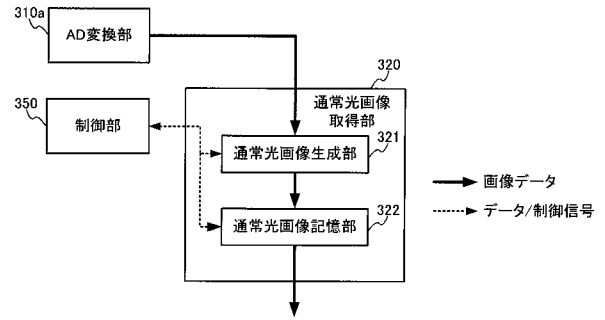 310a
AD変換部
320
350
制御部
通常光画像
取得部
321
通常光画像生成部
322
通常光画像記憶部
画像データ
データ/制御信号